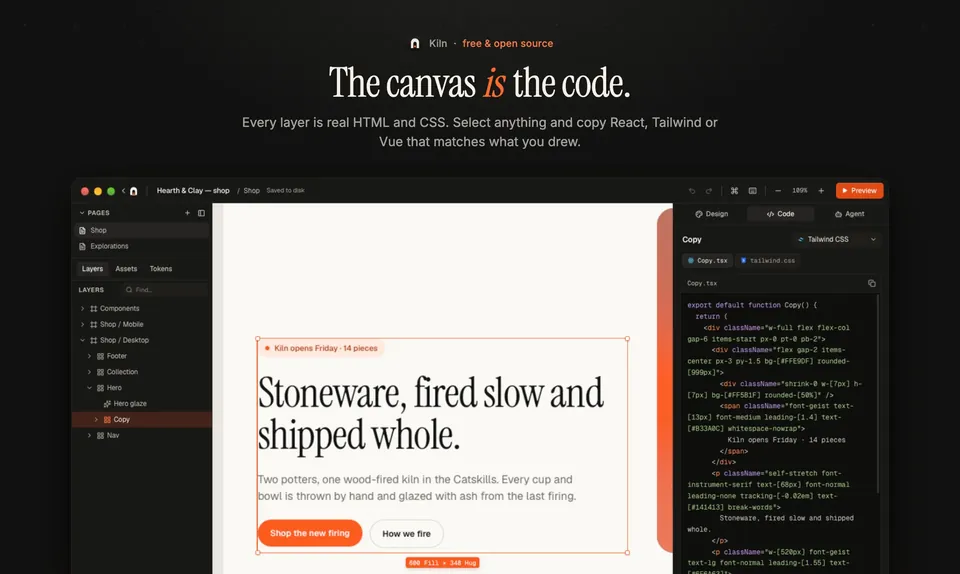 Kiln · free & open source
The canvas is the code.
Every layer is real HTML and CSS. Select anything and copy React, Tailwind or
Vue that matches what you drew.
Hearth & Clay — shop / Shop Saved to disk
109%
Preview
PAGES
Shop
Explorations
Layers Assets Tokens
LAYERS Find...
Components
Shop / Mobile
Shop / Desktop
Footer
Collection
Hero
Hero glaze
Copy
Nav
Kiln opens Friday · 14 pieces
Stoneware, fired slow and
shipped whole.
Two potters, one wood-fired kiln in the Catskills. Every cup and
bowl is thrown by hand and glazed with ash from the last firing.
Shop the new firing How we fire
Design Code Agent
Copy Tailwind CSS
Copy.tsx tailwind.css
Copy.tsx
export default function Copy() {
return (
<div className="w-full flex flex-col
gap-6 items-start px-0 pt-0 pb-2">
<div className="flex gap-2 items-
center px-3 py-1.5 bg-[#FFE9DF] rounded-
[999px]">
<div className="shrink-0 w-[7px] h-
[7px] bg-[#FF5B1F] rounded-[50%]" />
<span className="font-geist text-
[13px] font-medium leading-[1.4] text-
[#B33A0C] whitespace-nowrap">
Kiln opens Friday · 14 pieces
</span>
</div>
<p className="self-stretch font-
instrument-serif text-[68px] font-normal
leading-none tracking-[-0.02em] text-
[#141413] break-words">
Stoneware, fired slow and shipped
whole.
</p>
<p className="w-[520px] font-geist
text-lg font-normal leading-[1.55] text-